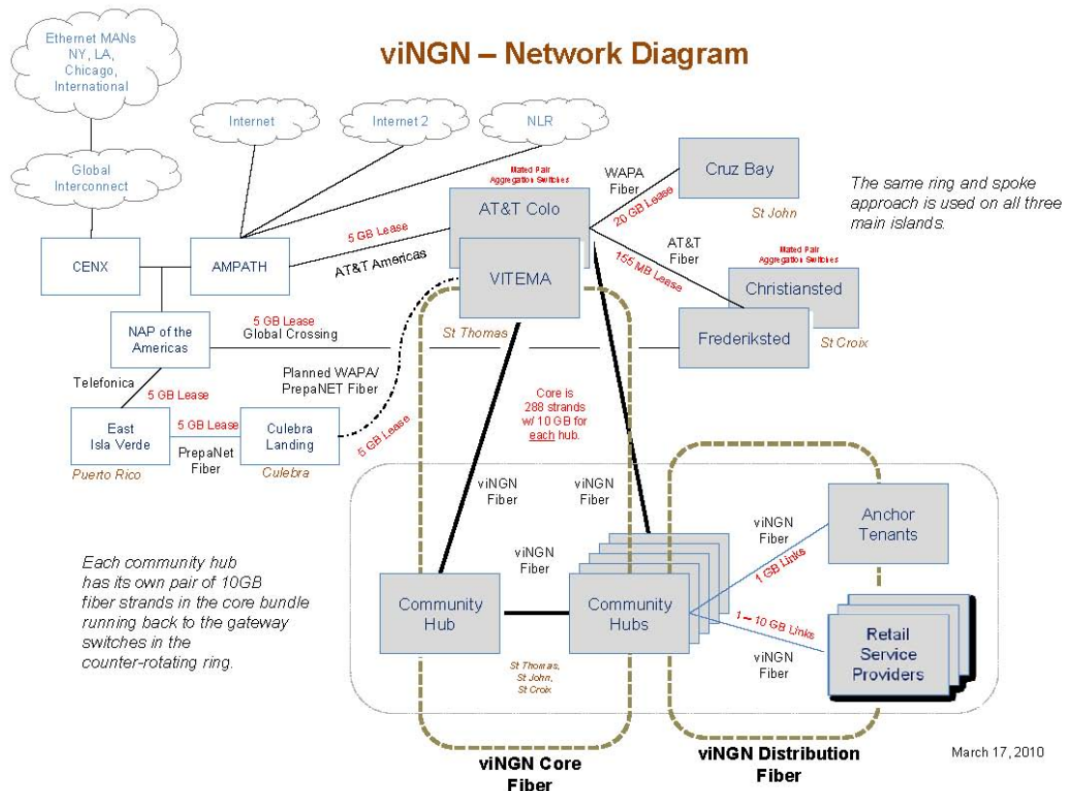 viNGN – Network Diagram
Ethernet MANs
NY, LA,
Chicago,
International
Internet
Internet 2
NLR
Global
Interconnect
Mated Pair
Aggregation Switches
AT&T Colo
VITEMA
St Thomas
WAPA
Fiber
20 GB Lease
Cruz Bay
St John
The same ring and spoke
approach is used on all three
main islands.
AT&T
Fiber
155 MB Lease
Mated Pair
Aggregation Switches
Christiansted
Frederiksted
St Croix
CENX
AMPATH
5 GB Lease
AT&T Americas
NAP of the
Americas
5 GB Lease
Global Crossing
Telefonica
5 GB Lease
Planned WAPA/
PrepaNET Fiber
5 GB Lease
East
Isla Verde
Puerto Rico
5 GB Lease
PrepaNet
Fiber
Culebra
Landing
Culebra
Core is
288 strands
w/ 10 GB for
each hub.
viNGN
Fiber
viNGN
Fiber
viNGN
Fiber
Each community hub
has its own pair of 10GB
fiber strands in the core bundle
running back to the gateway
switches in the
counter-rotating ring.
Community
Hub
Community
Hubs
St Thomas,
St John,
St Croix
viNGN
Fiber
1 GB Links
Anchor
Tenants
1 – 10 GB Links
viNGN
Fiber
Retail
Service
Providers
viNGN Core
Fiber
viNGN Distribution
Fiber
March 17, 2010